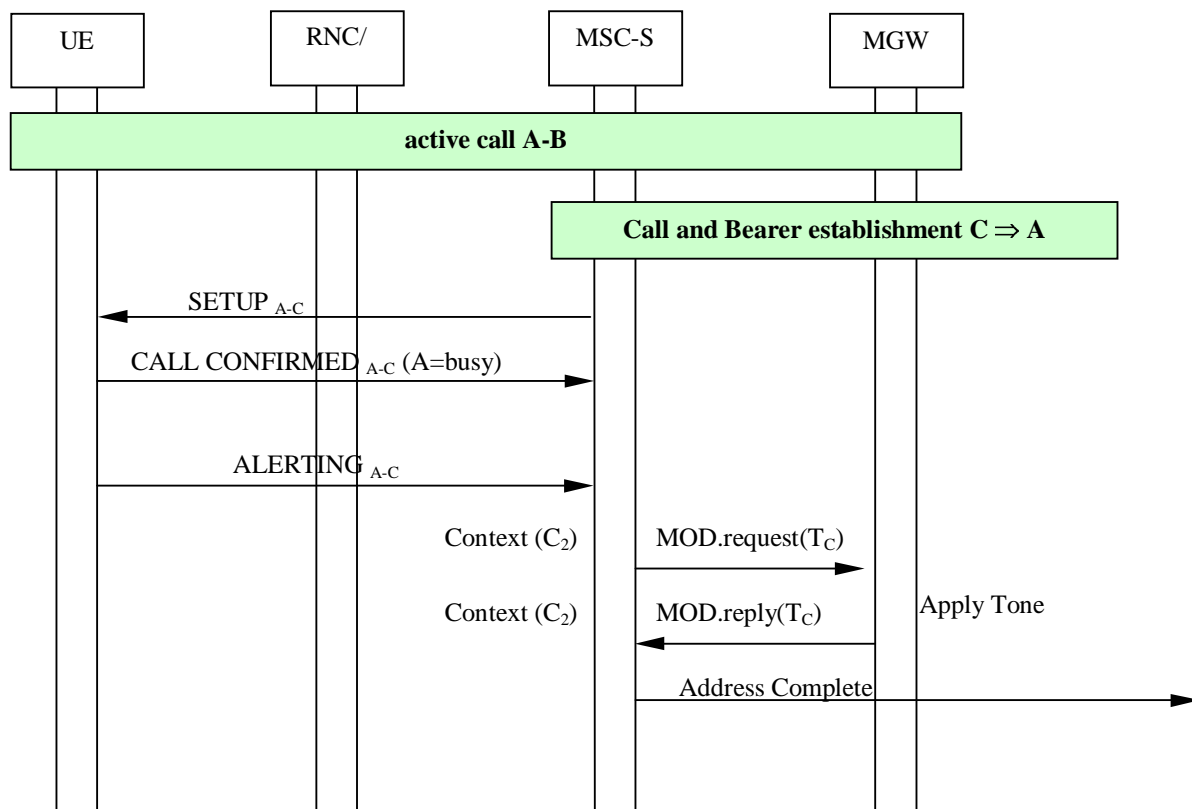 UE
RNC/
MSC-S
MGW
active call A-B
Call and Bearer establishment C ⇒ A
SETUP A-C
CALL CONFIRMED A-C (A=busy)
ALERTING A-C
Context (C2)
MOD.request(TC)
Context (C2)
MOD.reply(TC)
Apply Tone
Address Complete